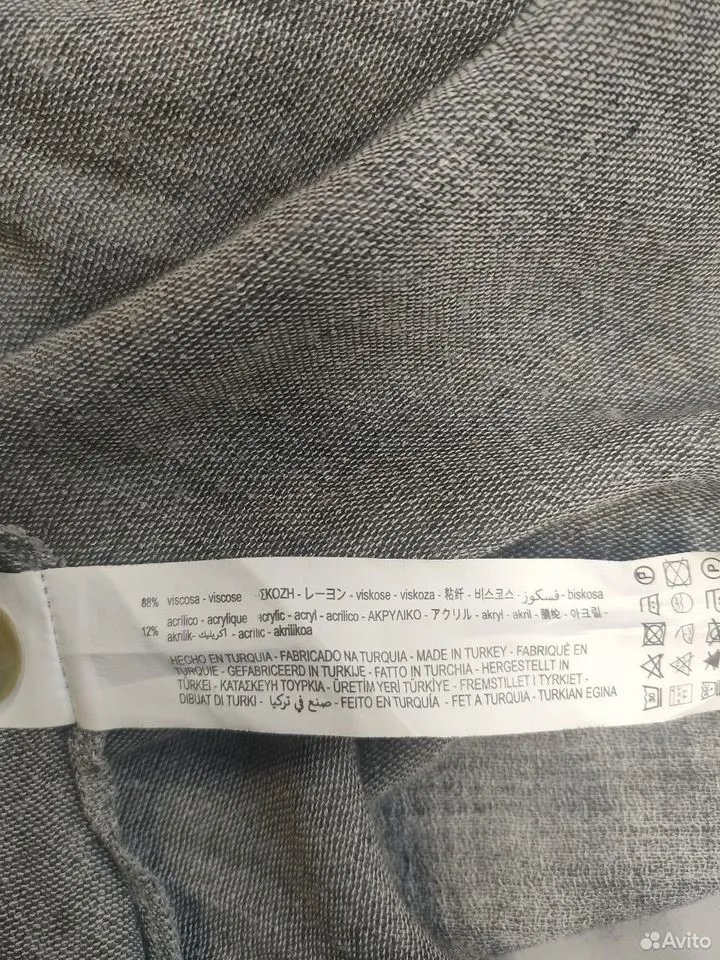 88% viscosa - viscose ΣΚΟΖΗ - レーヨン - viskose - viskoza - 粘纤 - 비스코스 - فسكوز - biskosa
acrílico - acrylique acrylic - acryl - acrilico - ΑΚΡΥΛΙΚΟ - アクリル - akryl - akril - 腈纶 - 아크릴 -
12% akrilik- أكريليك - acrilic - akrilikoa
HECHO EN TURQUIA - FABRICADO NA TURQUIA - MADE IN TURKEY - FABRIQUÉ EN
TURQUIE - GEFABRICEERD IN TURKIJE - FATTO IN TURCHIA - HERGESTELLT IN
TÜRKEI - ΚΑΤΑΣΚΕΥΗ ΤΟΥΡΚΙΑ - ÜRETİM YERİ TÜRKİYE - FREMSTILLET I TYRKIET -
DIBUAT DI TURKI - صنع في تركيا - FEITO EN TURQUÍA - FET A TURQUIA - TURKIAN EGINA
P P
Avito